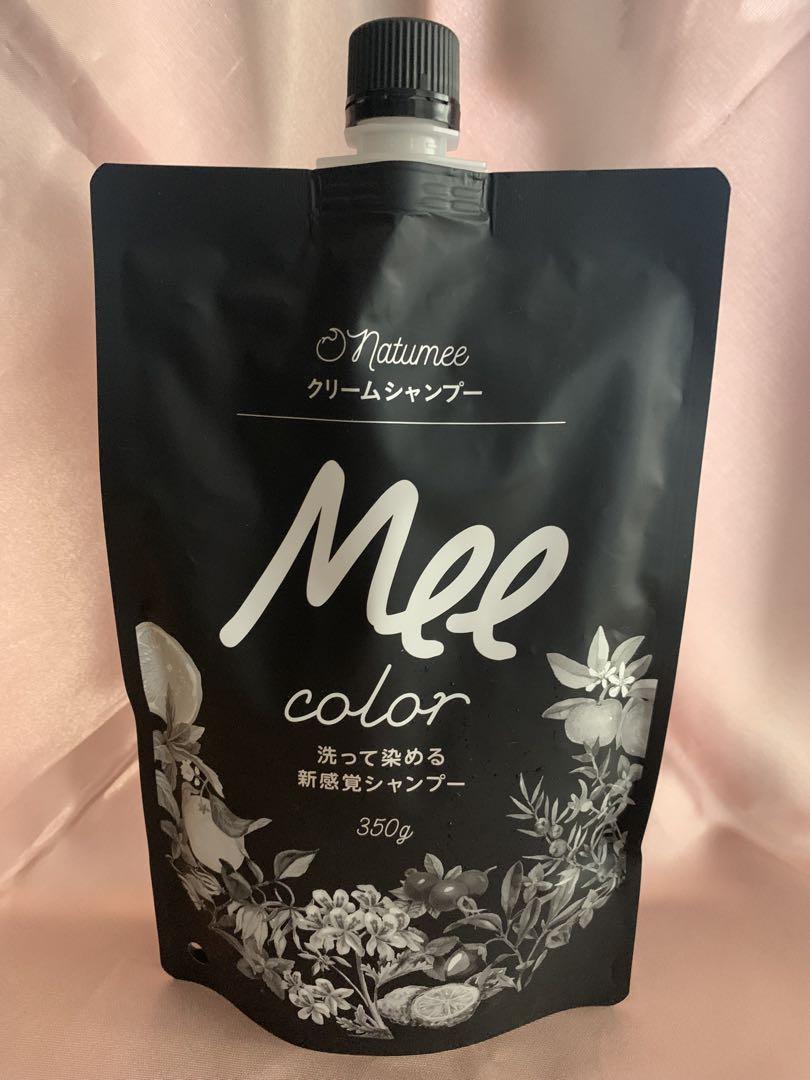 Natumee
クリームシャンプー
Mee
color
洗って染める
新感覚シャンプー
350g